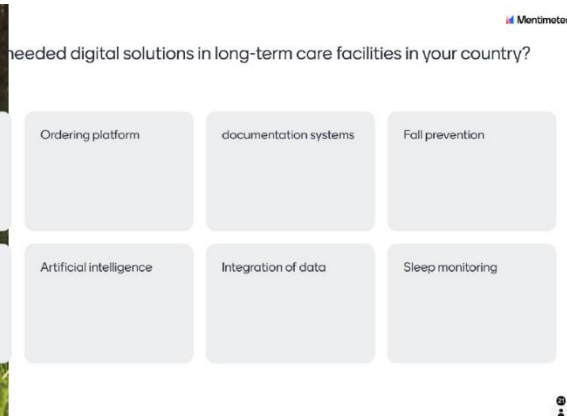 Mentimeter
needed digital solutions in long-term care facilities in your country?
Ordering platform
documentation systems
Fall prevention
Artificial intelligence
Integration of data
Sleep monitoring
21